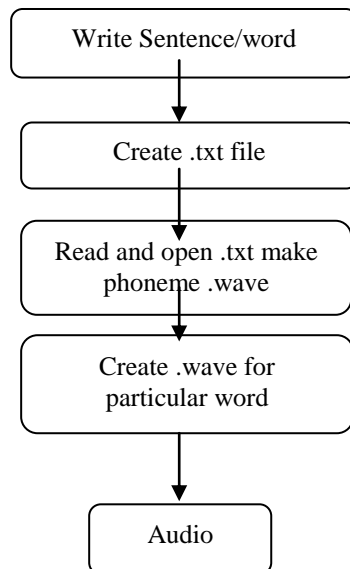 Write Sentence/word
Create .txt file
Read and open .txt make
phoneme .wave
Create .wave for
particular word
Audio